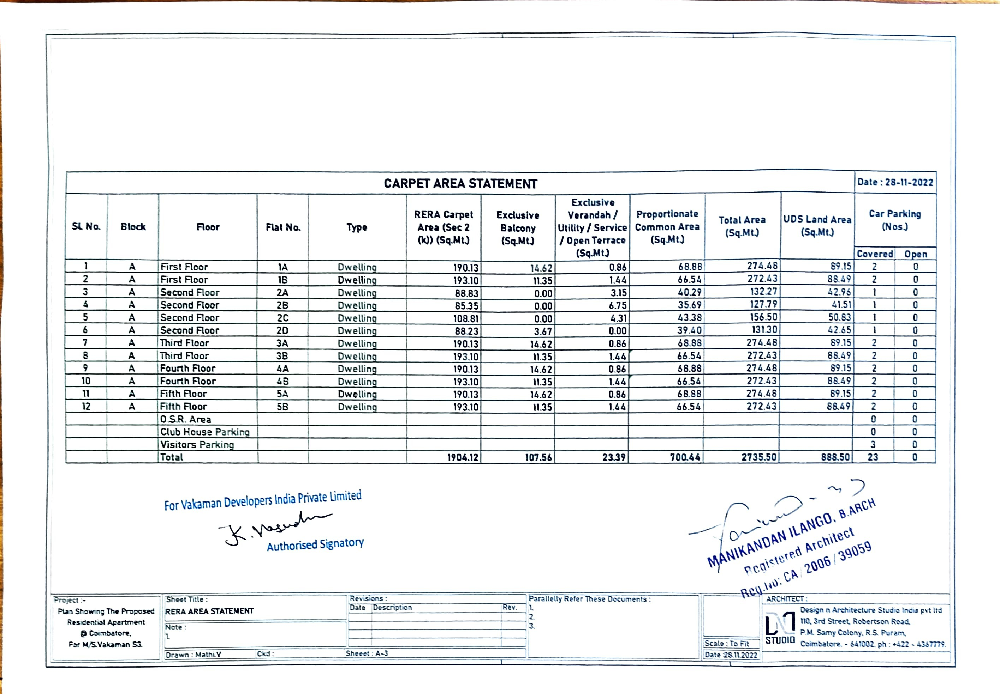 CARPET AREA STATEMENT Date : 28-11-2022
SL No. Block Floor Flat No. Type RERA Carpet Area (Sec 2 (k)) (Sq.Mt.) Exclusive Balcony (Sq.Mt.) Exclusive Verandah / Utility / Service / Open Terrace (Sq.Mt.) Proportionate Common Area (Sq.Mt.) Total Area (Sq.Mt.) UDS Land Area (Sq.Mt.) Car Parking (Nos.)
Covered Open
1 A First Floor 1A Dwelling 190.13 14.62 0.86 68.88 274.48 89.15 2 0
2 A First Floor 1B Dwelling 193.10 11.35 1.44 66.54 272.43 88.49 2 0
3 A Second Floor 2A Dwelling 88.83 0.00 3.15 40.29 132.27 42.96 1 0
4 A Second Floor 2B Dwelling 85.35 0.00 6.75 35.69 127.79 41.51 1 0
5 A Second Floor 2C Dwelling 108.81 0.00 4.31 43.38 156.50 50.83 1 0
6 A Second Floor 2D Dwelling 88.23 3.67 0.00 39.40 131.30 42.65 1 0
7 A Third Floor 3A Dwelling 190.13 14.62 0.86 68.88 274.48 89.15 2 0
8 A Third Floor 3B Dwelling 193.10 11.35 1.44 66.54 272.43 88.49 2 0
9 A Fourth Floor 4A Dwelling 190.13 14.62 0.86 68.88 274.48 89.15 2 0
10 A Fourth Floor 4B Dwelling 193.10 11.35 1.44 66.54 272.43 88.49 2 0
11 A Fifth Floor 5A Dwelling 190.13 14.62 0.86 68.88 274.48 89.15 2 0
12 A Fifth Floor 5B Dwelling 193.10 11.35 1.44 66.54 272.43 88.49 2 0
O.S.R. Area 0 0
Club House Parking 0 0
Visitors Parking 3 0
Total 1904.12 107.56 23.39 700.44 2735.50 888.50 23 0
For Vakaman Developers India Private Limited
Authorised Signatory
MANIKANDAN ILANGO, B.ARCH
Registered Architect
Reg.No: CA / 2006 / 39059
Project :-
Plan Showing The Proposed
Residential Apartment
@ Coimbatore,
For M/S.Vakaman S3.
Sheet Title :
RERA AREA STATEMENT
Note :
1.
Drawn : Mathi.V Ckd : Sheeet : A-3
Revisions :
Date Description Rev.
Parallelly Refer These Documents :
1.
2.
3.
Scale : To Fit
Date :28.11.2022
ARCHITECT :
DND STUDIO
Design n Architecture Studio India pvt ltd
110, 3rd Street, Robertson Road,
P.M. Samy Colony, R.S. Puram,
Coimbatore. - 641002. ph : +422 - 4367779.